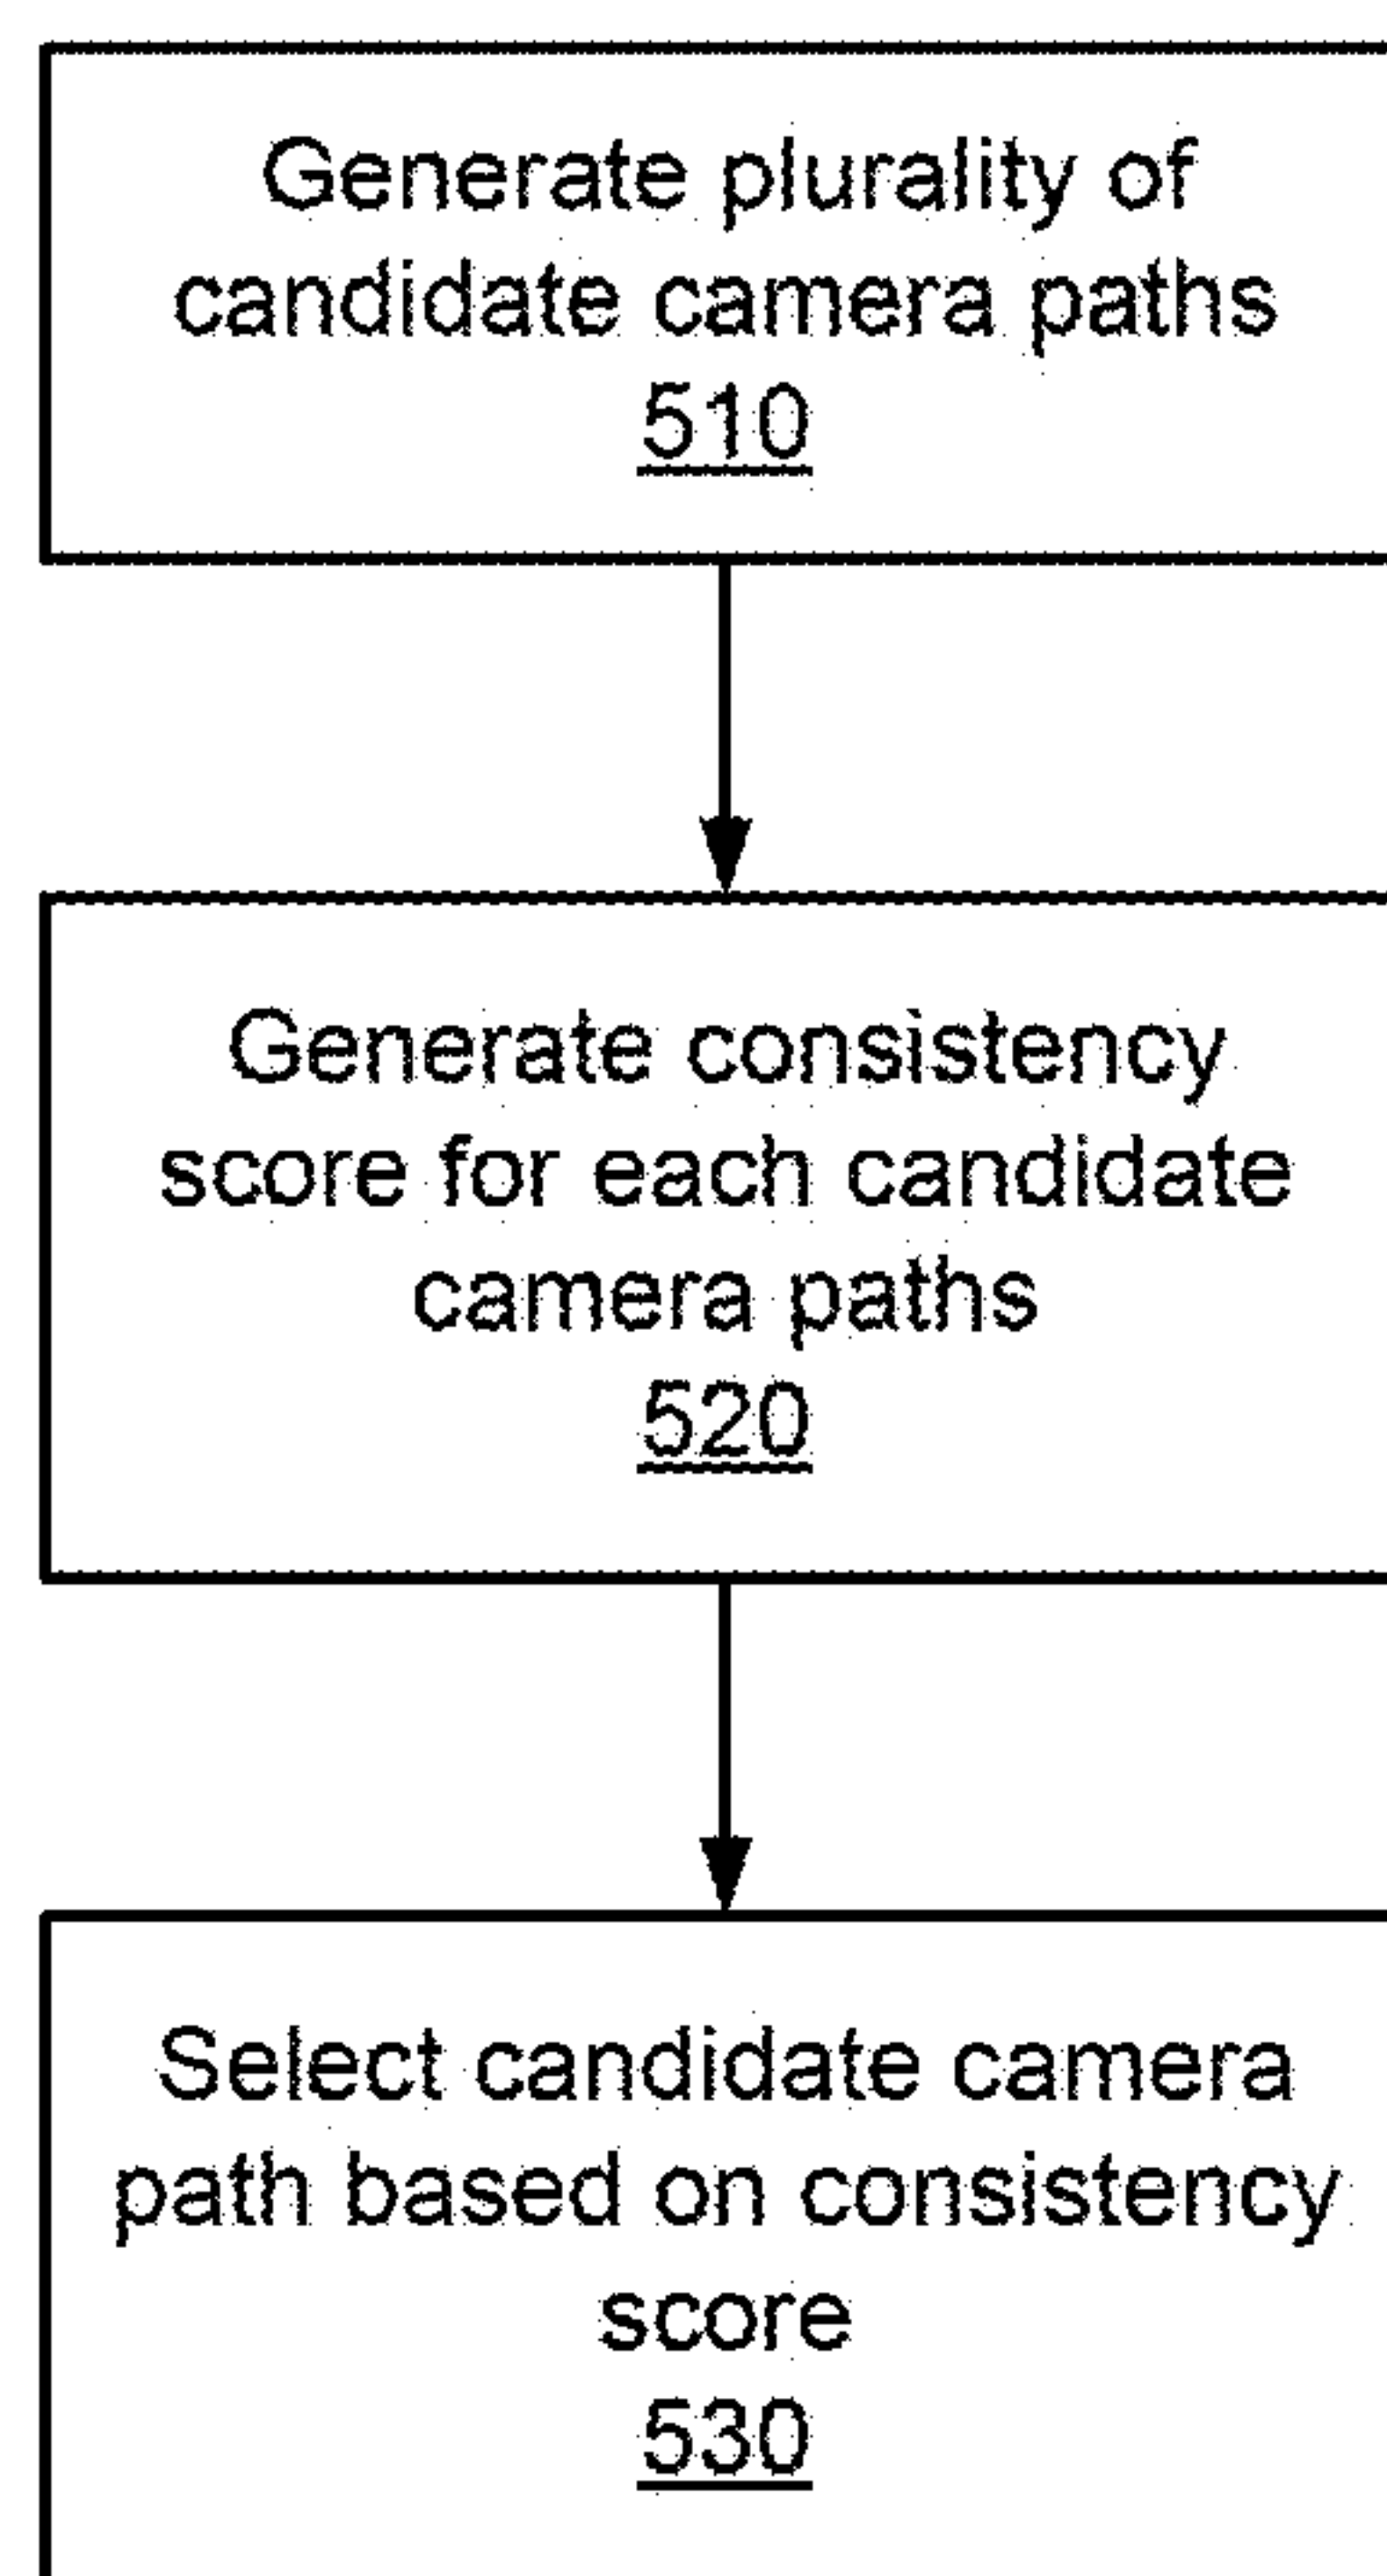 Generate plurality of
candidate camera paths
510
Generate consistency
score for each candidate
camera paths
520
Select candidate camera
path based on consistency
score
530